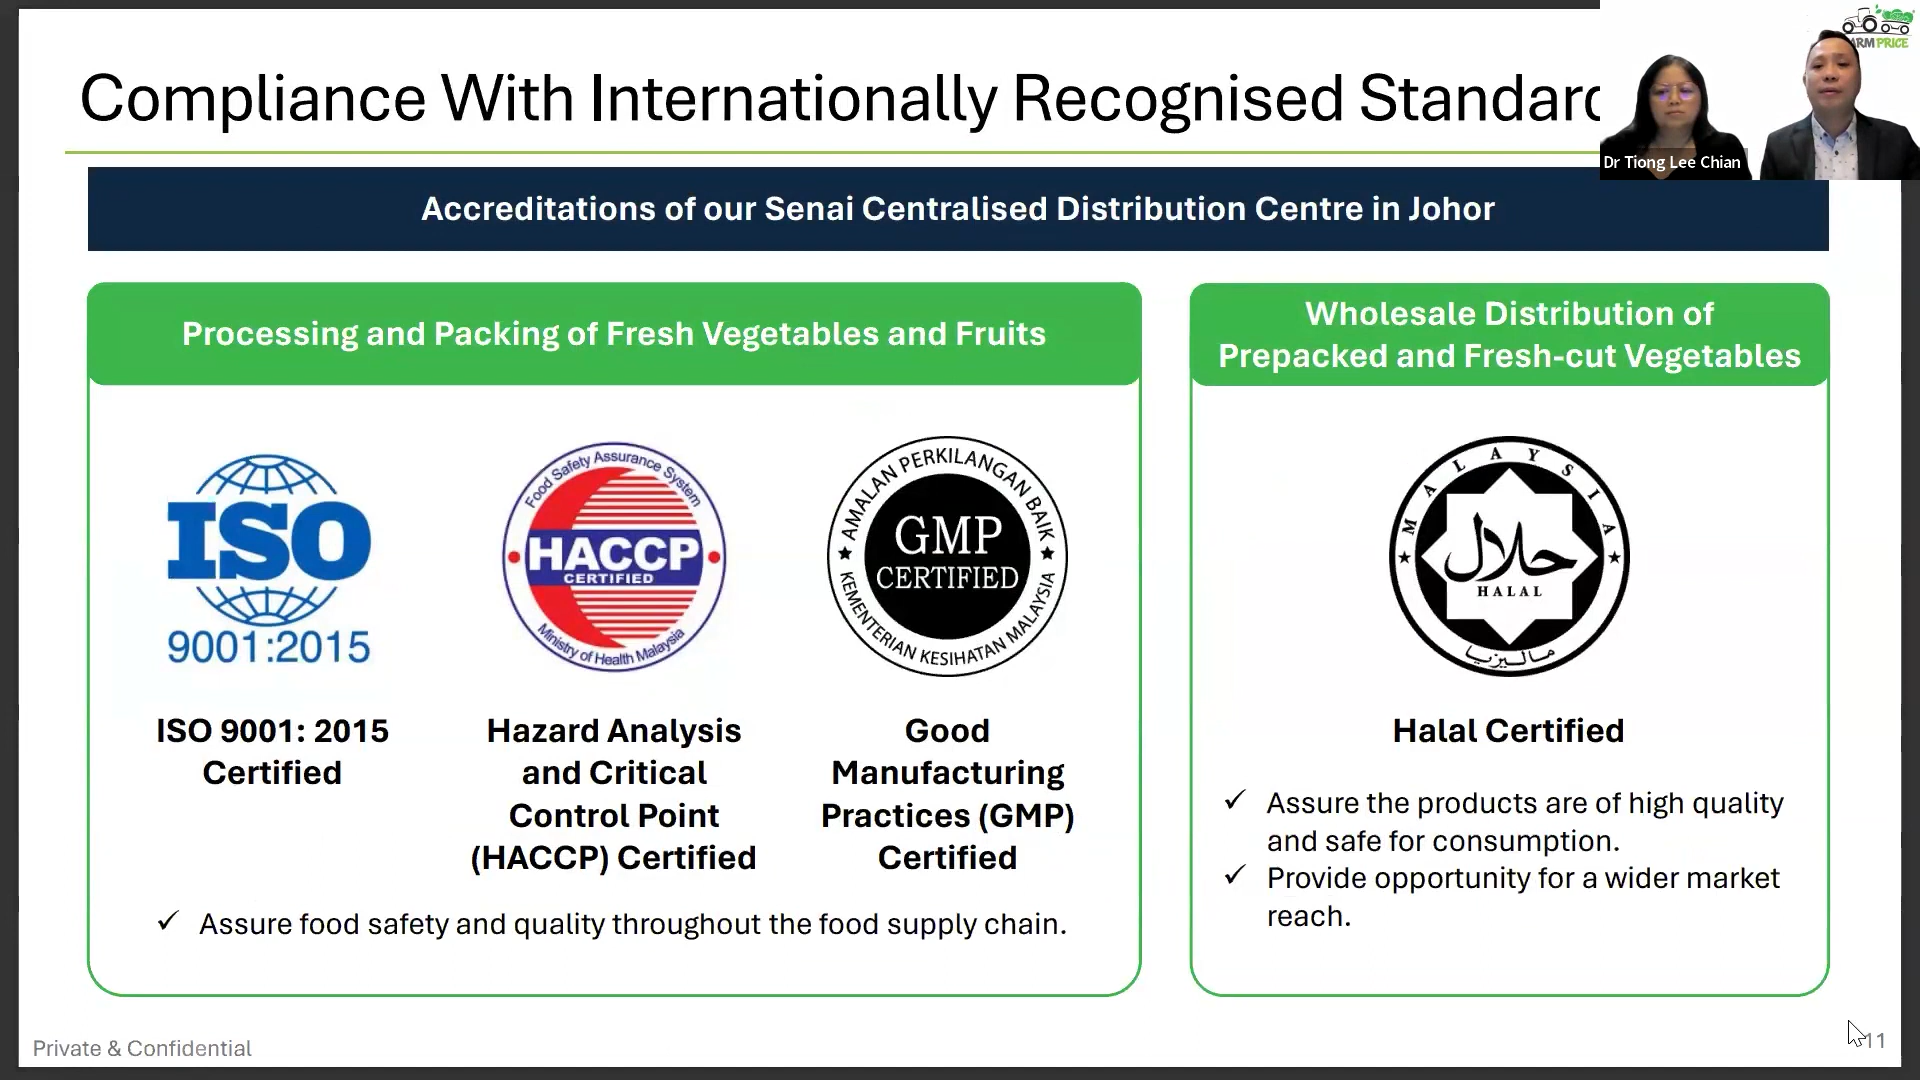 Compliance With Internationally Recognised Standard
ARM PRICE
Dr Tiong Lee Chian
Accreditations of our Senai Centralised Distribution Centre in Johor
Processing and Packing of Fresh Vegetables and Fruits
Wholesale Distribution of
Prepacked and Fresh-cut Vegetables
ISO
9001:2015
Food Safety Assurance System
HACCP
CERTIFIED
Ministry of Health Malaysia
AMALAN PERKILANGAN BAIK
GMP
CERTIFIED
KEMENTERIAN KESIHATAN MALAYSIA
MALAYSIA
حلال
HALAL
ماليزيا
ISO 9001: 2015
Certified
Hazard Analysis
and Critical
Control Point
(HACCP) Certified
Good
Manufacturing
Practices (GMP)
Certified
✓ Assure food safety and quality throughout the food supply chain.
Halal Certified
✓ Assure the products are of high quality
and safe for consumption.
✓ Provide opportunity for a wider market
reach.
Private & Confidential
11